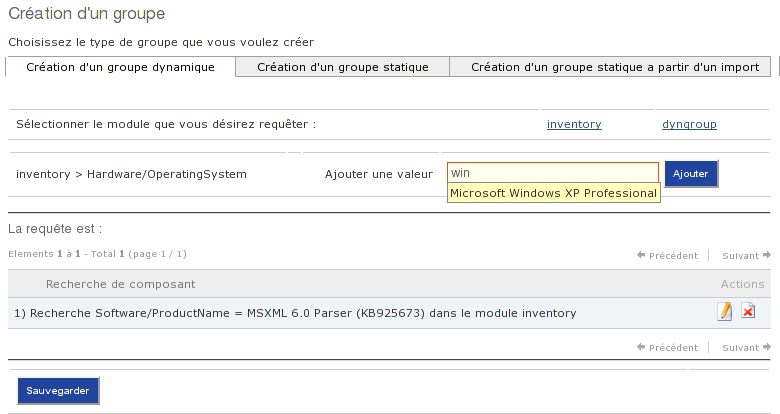 Création d'un groupe
Choisissez le type de groupe que vous voulez créer
Création d'un groupe dynamique Création d'un groupe statique Création d'un groupe statique a partir d'un import
Sélectionner le module que vous désirez requêter : inventory dyngroup
inventory > Hardware/OperatingSystem Ajouter une valeur win Ajouter
Microsoft Windows XP Professional
La requête est :
Elements 1 à 1 - Total 1 (page 1 / 1) Précédent Suivant
Recherche de composant Actions
1) Recherche Software/ProductName = MSXML 6.0 Parser (KB925673) dans le module inventory
Précédent Suivant
Sauvegarder